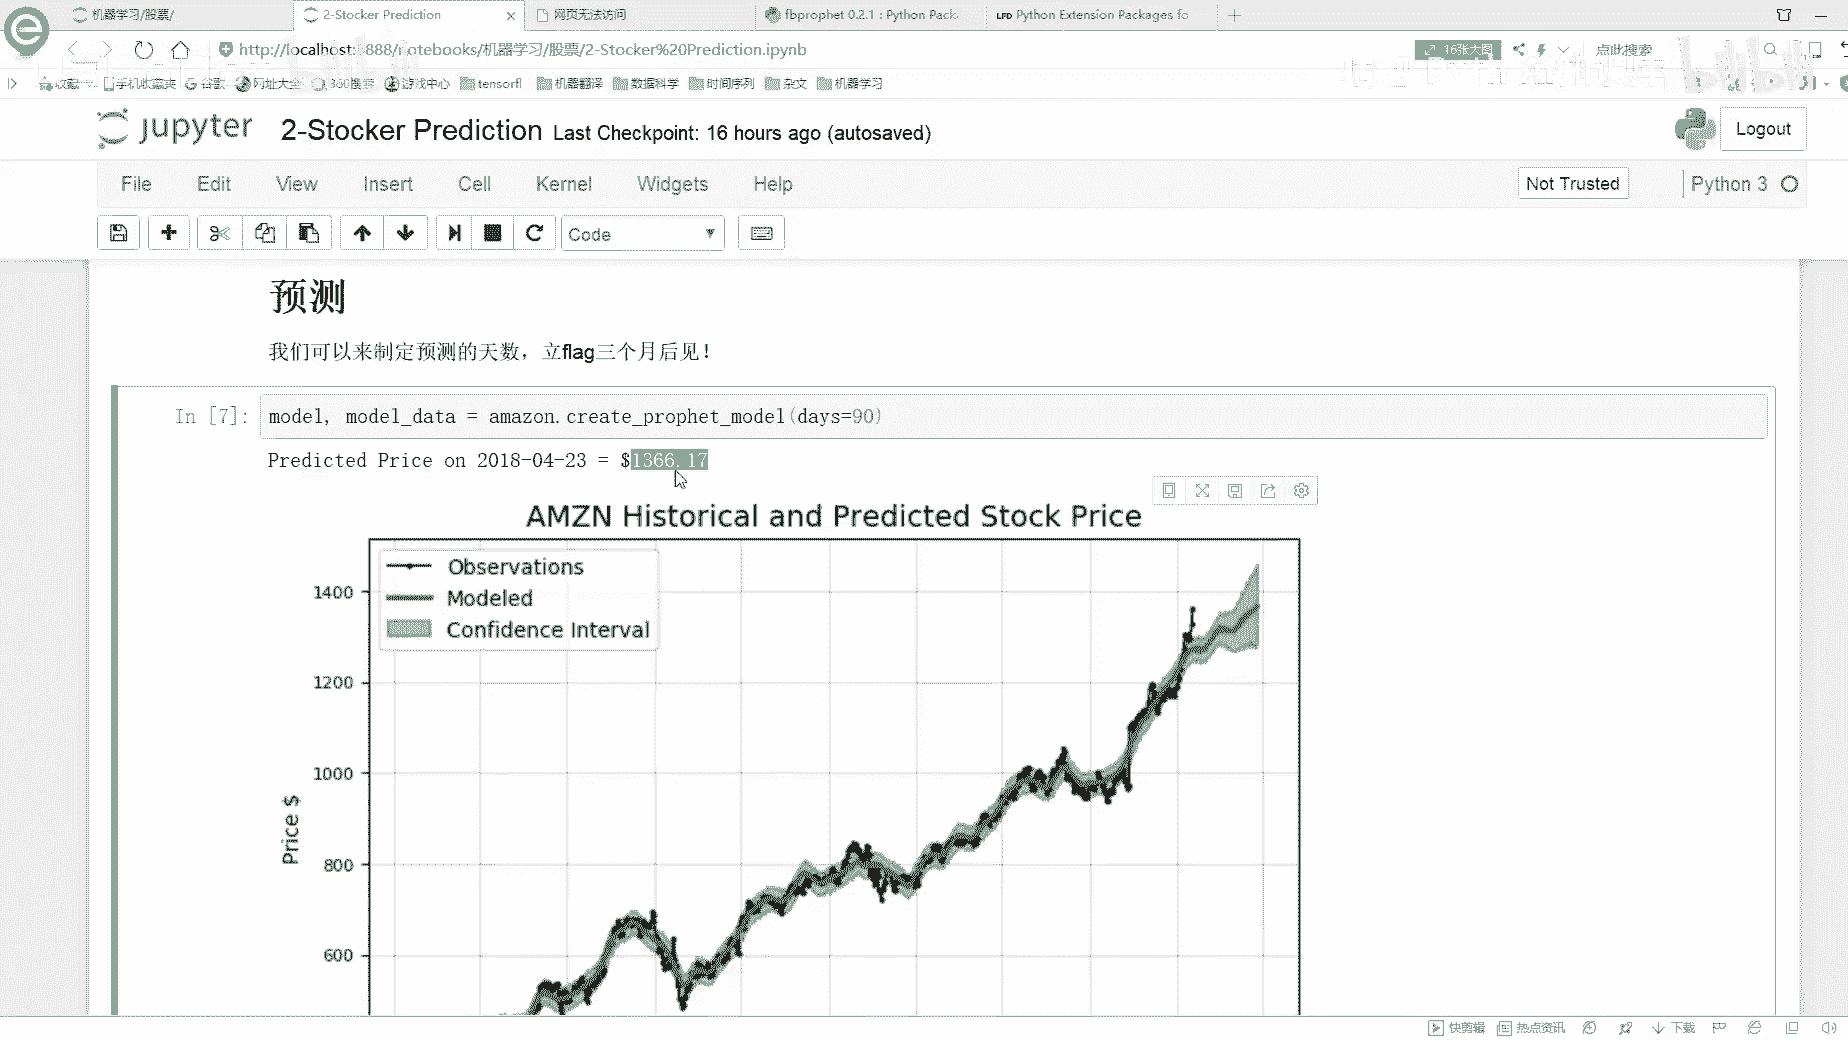 机器学习/股票/
2-Stocker Prediction
网页无法访问
fbprophet 0.2.1 : Python Pack
LFD Python Extension Packages fo
http://localhost:8888/notebooks/机器学习/股票/2-Stocker%20Prediction.ipynb
16张大图
点此搜索
收藏
手机收藏夹
谷歌
网址大全
360搜索
游戏中心
tensorfl
机器翻译
数据科学
时间序列
杂文
机器学习
jupyter
2-Stocker Prediction
Last Checkpoint: 16 hours ago (autosaved)
Logout
File
Edit
View
Insert
Cell
Kernel
Widgets
Help
Not Trusted
Python 3
Code
预测
我们可以来制定预测的天数，立flag三个月后见！
In [7]:
model, model_data = amazon.create_prophet_model(days=90)
Predicted Price on 2018-04-23 = $1366.17
AMZN Historical and Predicted Stock Price
Observations
Modeled
Confidence Interval
1400
1200
1000
800
600
Price $
快剪辑
热点资讯
下载